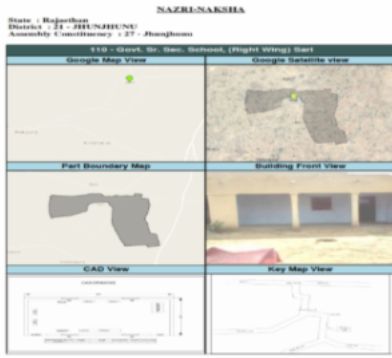 NAZRI-NAKSHA
State : Rajasthan
District : 21 - JHUNJHUNU
Assembly Constituency : 27 - Jhunjhunu
110 - Govt. Sr. Sec. School, (Right Wing) Sari
Google Map View
Google Satellite view
Part Boundary Map
Building Front View
CAD View
Key Map View